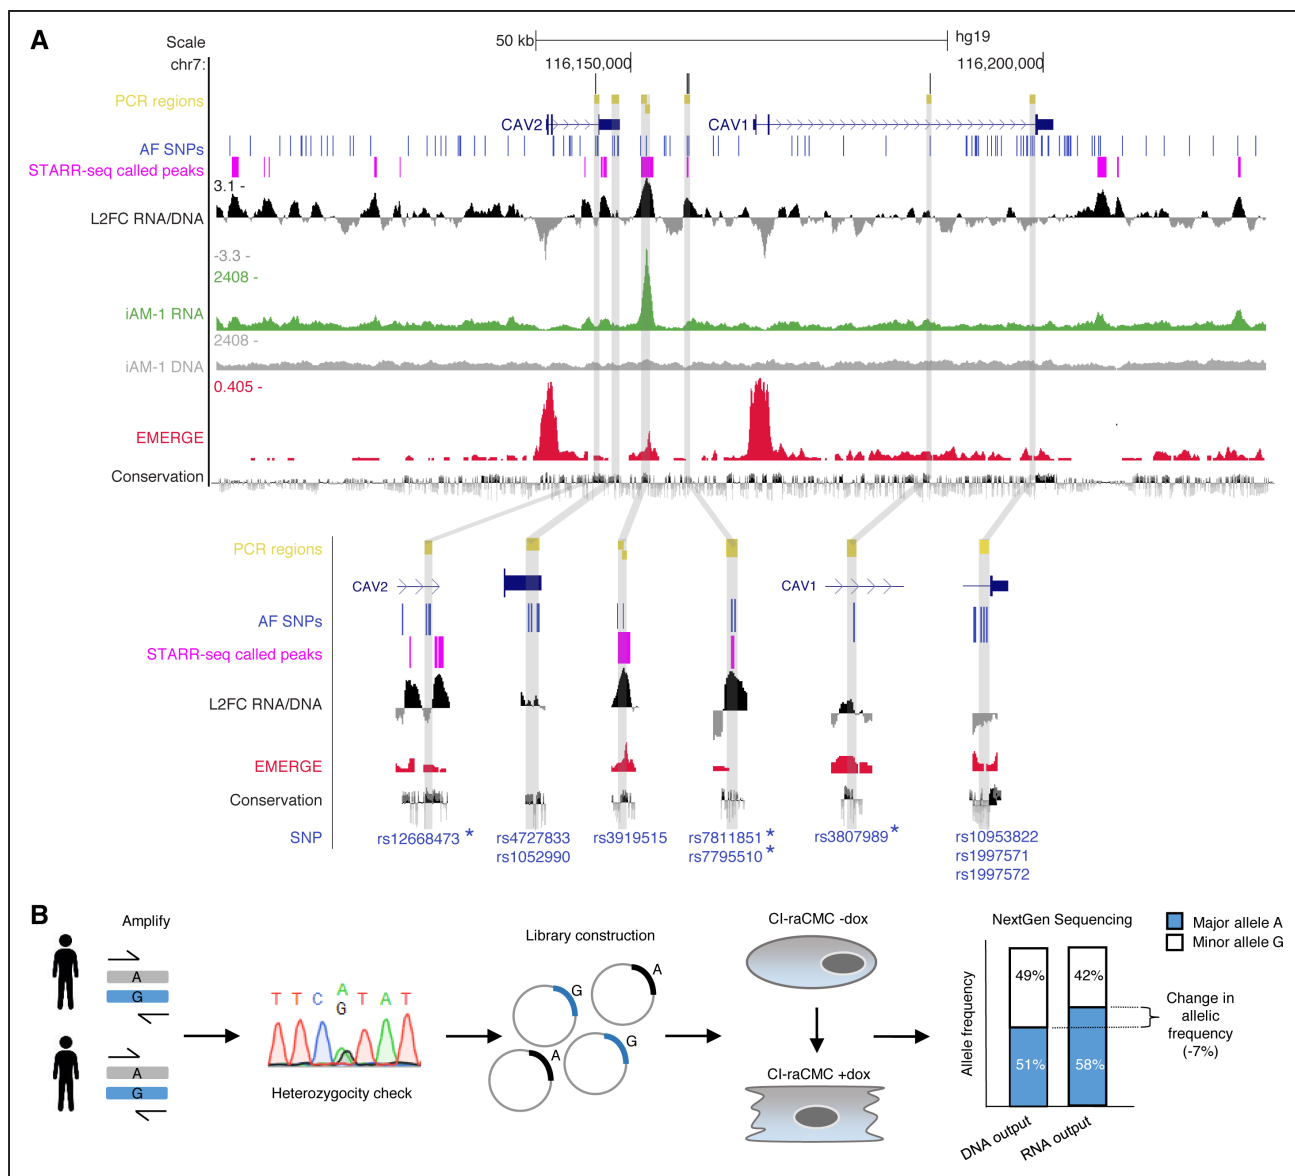 A
Scale
50 kb
hg19
chr7:
116,150,000
116,200,000
PCR regions
CAV2
CAV1
AF SNPs
STARR-seq called peaks
3.1 -
L2FC RNA/DNA
-3.3 -
2408 -
iAM-1 RNA
2408 -
iAM-1 DNA
0.405 -
EMERGE
Conservation
PCR regions
CAV2
CAV1
AF SNPs
STARR-seq called peaks
L2FC RNA/DNA
EMERGE
Conservation
SNP
rs12668473 *
rs4727833
rs1052990
rs3919515
rs7811851 *
rs7795510 *
rs3807989 *
rs10953822
rs1997571
rs1997572
B
Amplify
A
G
A
G
T T C A T A T
G
Heterozygocity check
Library construction
A
G
G
A
CI-raCMC -dox
CI-raCMC +dox
NextGen Sequencing
Major allele A
Minor allele G
Allele frequency
49%
42%
51%
58%
Change in
allelic
frequency
(-7%)
DNA output
RNA output